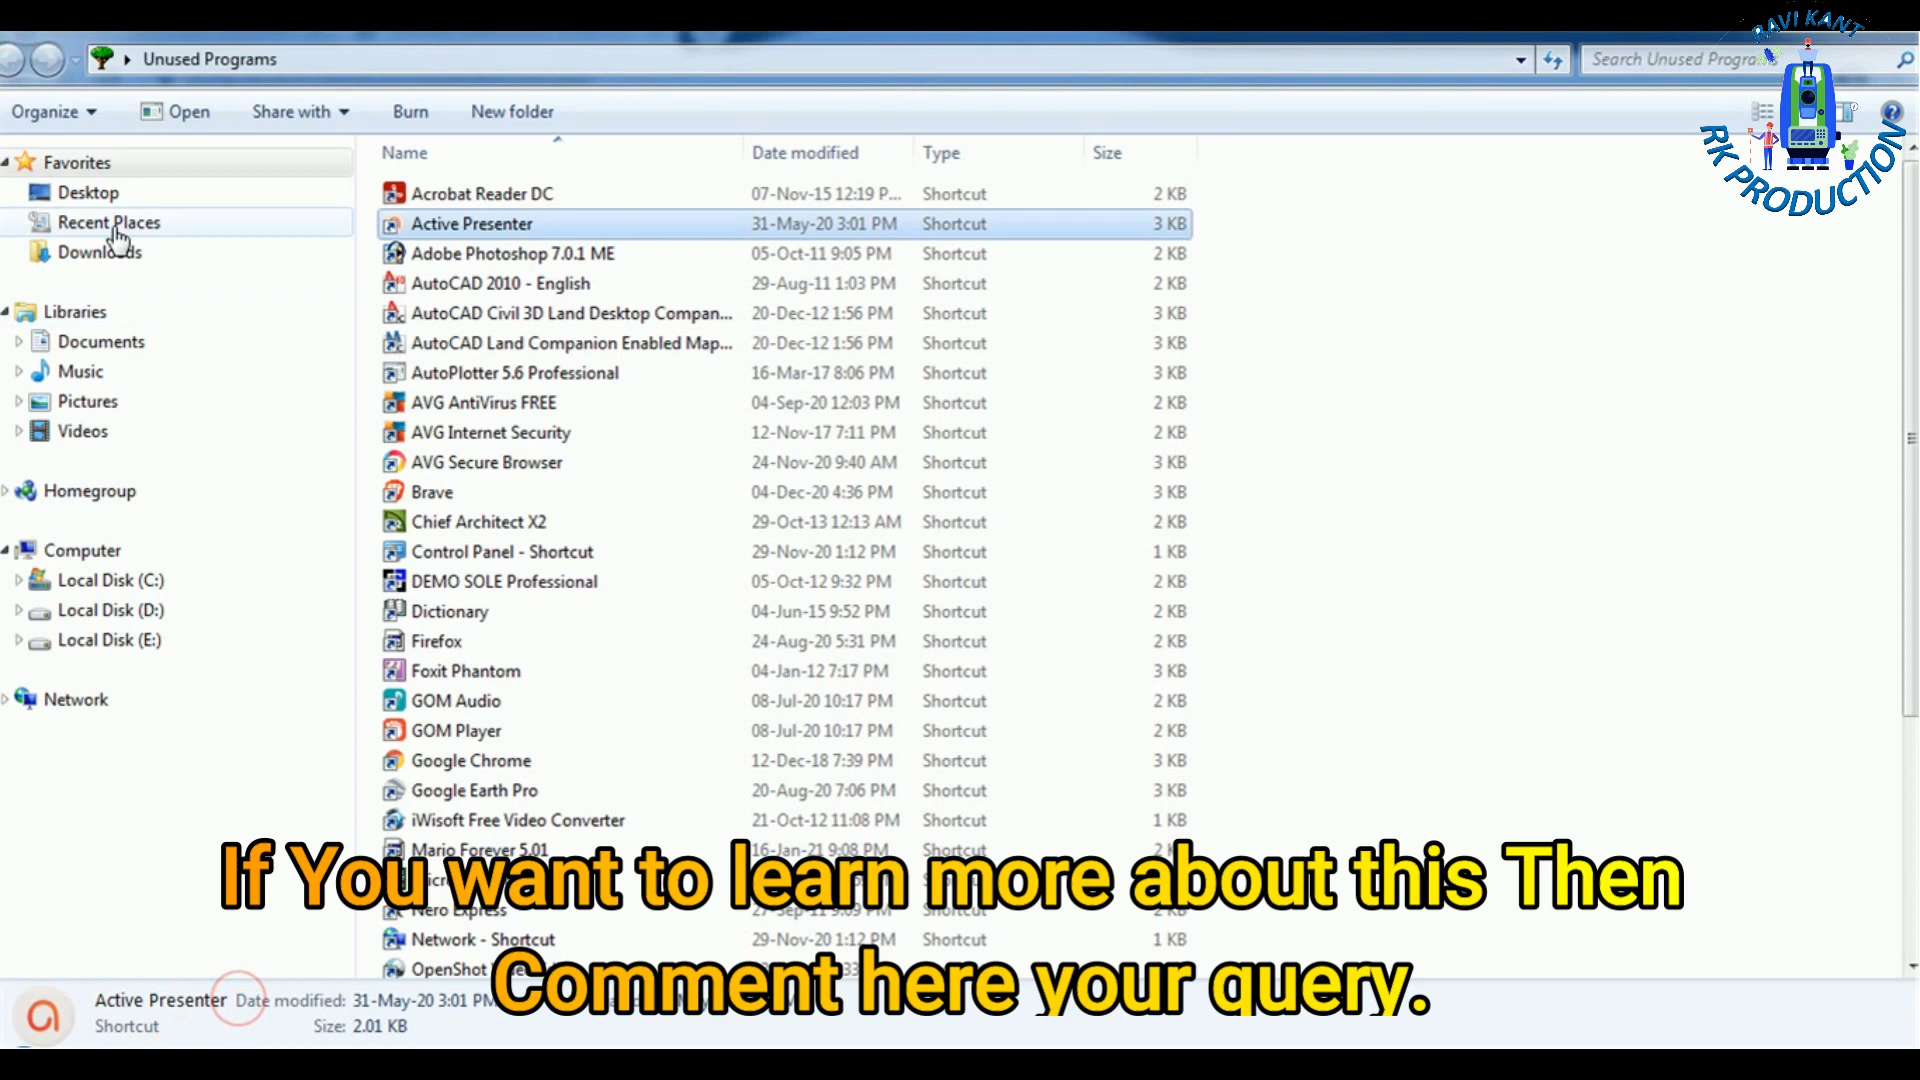 RAVI KANT
RK PRODUCTION
Unused Programs
Search Unused Programs
Organize Open Share with Burn New folder
Name Date modified Type Size
Favorites
Desktop
Recent Places
Downloads
Libraries
Documents
Music
Pictures
Videos
Homegroup
Computer
Local Disk (C:)
Local Disk (D:)
Local Disk (E:)
Network
Acrobat Reader DC 07-Nov-15 12:19 P... Shortcut 2 KB
Active Presenter 31-May-20 3:01 PM Shortcut 3 KB
Adobe Photoshop 7.0.1 ME 05-Oct-11 9:05 PM Shortcut 2 KB
AutoCAD 2010 - English 29-Aug-11 1:03 PM Shortcut 2 KB
AutoCAD Civil 3D Land Desktop Compan... 20-Dec-12 1:56 PM Shortcut 3 KB
AutoCAD Land Companion Enabled Map... 20-Dec-12 1:56 PM Shortcut 3 KB
AutoPlotter 5.6 Professional 16-Mar-17 8:06 PM Shortcut 3 KB
AVG AntiVirus FREE 04-Sep-20 12:03 PM Shortcut 2 KB
AVG Internet Security 12-Nov-17 7:11 PM Shortcut 2 KB
AVG Secure Browser 24-Nov-20 9:40 AM Shortcut 3 KB
Brave 04-Dec-20 4:36 PM Shortcut 3 KB
Chief Architect X2 29-Oct-13 12:13 AM Shortcut 2 KB
Control Panel - Shortcut 29-Nov-20 1:12 PM Shortcut 1 KB
DEMO SOLE Professional 05-Oct-12 9:32 PM Shortcut 2 KB
Dictionary 04-Jun-15 9:52 PM Shortcut 2 KB
Firefox 24-Aug-20 5:31 PM Shortcut 2 KB
Foxit Phantom 04-Jan-12 7:17 PM Shortcut 3 KB
GOM Audio 08-Jul-20 10:17 PM Shortcut 2 KB
GOM Player 08-Jul-20 10:17 PM Shortcut 2 KB
Google Chrome 12-Dec-18 7:39 PM Shortcut 3 KB
Google Earth Pro 20-Aug-20 7:06 PM Shortcut 3 KB
iWisoft Free Video Converter 21-Oct-12 11:08 PM Shortcut 1 KB
Mario Forever 5.01 16-Jan-21 9:08 PM Shortcut
Nero Express 27-Sep-11 9:09 PM Shortcut 2 KB
Network - Shortcut 29-Nov-20 1:12 PM Shortcut 1 KB
OpenShot
If You want to learn more about this Then
Comment here your query.
Active Presenter Date modified: 31-May-20 3:01 PM
Shortcut Size: 2.01 KB